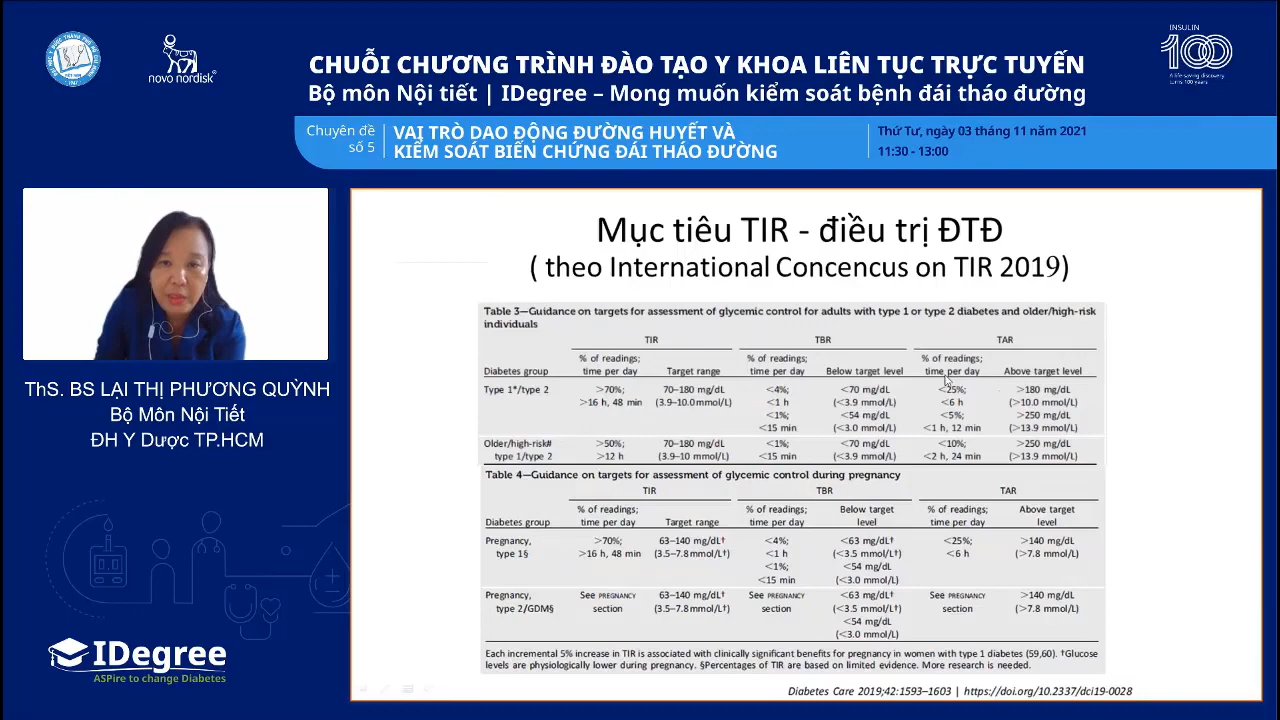 novo nordisk
INSULIN
100
A life-saving discovery
turns 100 years
CHUỖI CHƯƠNG TRÌNH ĐÀO TẠO Y KHOA LIÊN TỤC TRỰC TUYẾN
Bộ môn Nội tiết | IDegree – Mong muốn kiểm soát bệnh đái tháo đường
Chuyên đề số 5
VAI TRÒ DAO ĐỘNG ĐƯỜNG HUYẾT VÀ
KIỂM SOÁT BIẾN CHỨNG ĐÁI THÁO ĐƯỜNG
Thứ Tư, ngày 03 tháng 11 năm 2021
11:30 - 13:00
ThS. BS LẠI THỊ PHƯƠNG QUỲNH
Bộ Môn Nội Tiết
ĐH Y Dược TP.HCM
IDegree
ASPire to change Diabetes
Mục tiêu TIR - điều trị ĐTĐ
( theo International Concencus on TIR 2019)
Table 3—Guidance on targets for assessment of glycemic control for adults with type 1 or type 2 diabetes and older/high-risk
individuals
TIR TBR TAR
% of readings; % of readings; % of readings;
Diabetes group time per day Target range time per day Below target level time per day Above target level
Type 1*/type 2 >70%; 70–180 mg/dL <4%; <70 mg/dL <25%; >180 mg/dL
>16 h, 48 min (3.9–10.0 mmol/L) <1 h (<3.9 mmol/L) <6 h (>10.0 mmol/L)
<1%; <54 mg/dL <5%; >250 mg/dL
<15 min (<3.0 mmol/L) <1 h, 12 min (>13.9 mmol/L)
Older/high-risk# >50%; 70–180 mg/dL <1%; <70 mg/dL <10%; >250 mg/dL
type 1/type 2 >12 h (3.9–10 mmol/L) <15 min (<3.9 mmol/L) <2 h, 24 min (>13.9 mmol/L)
Table 4—Guidance on targets for assessment of glycemic control during pregnancy
TIR TBR TAR
% of readings; % of readings; Below target % of readings; Above target
Diabetes group time per day Target range time per day level time per day level
Pregnancy, >70%; 63–140 mg/dL† <4%; <63 mg/dL† <25%; >140 mg/dL
type 1§ >16 h, 48 min (3.5–7.8 mmol/L†) <1 h (<3.5 mmol/L†) <6 h (>7.8 mmol/L)
<1%; <54 mg/dL
<15 min (<3.0 mmol/L)
Pregnancy, See PREGNANCY 63–140 mg/dL† See PREGNANCY <63 mg/dL† See PREGNANCY >140 mg/dL
type 2/GDM§ section (3.5–7.8 mmol/L†) section (<3.5 mmol/L†) section (>7.8 mmol/L)
<54 mg/dL
(<3.0 mmol/L)
Each incremental 5% increase in TIR is associated with clinically significant benefits for pregnancy in women with type 1 diabetes (59,60). †Glucose
levels are physiologically lower during pregnancy. §Percentages of TIR are based on limited evidence. More research is needed.
Diabetes Care 2019;42:1593–1603 | https://doi.org/10.2337/dci19-0028